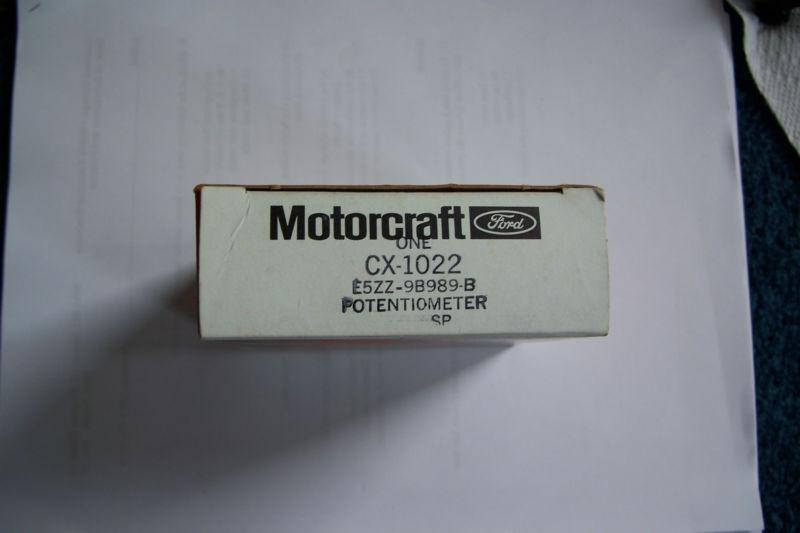 Motorcraft Ford
ONE
CX-1022
E5ZZ-9B989-B
POTENTIOMETER
SP